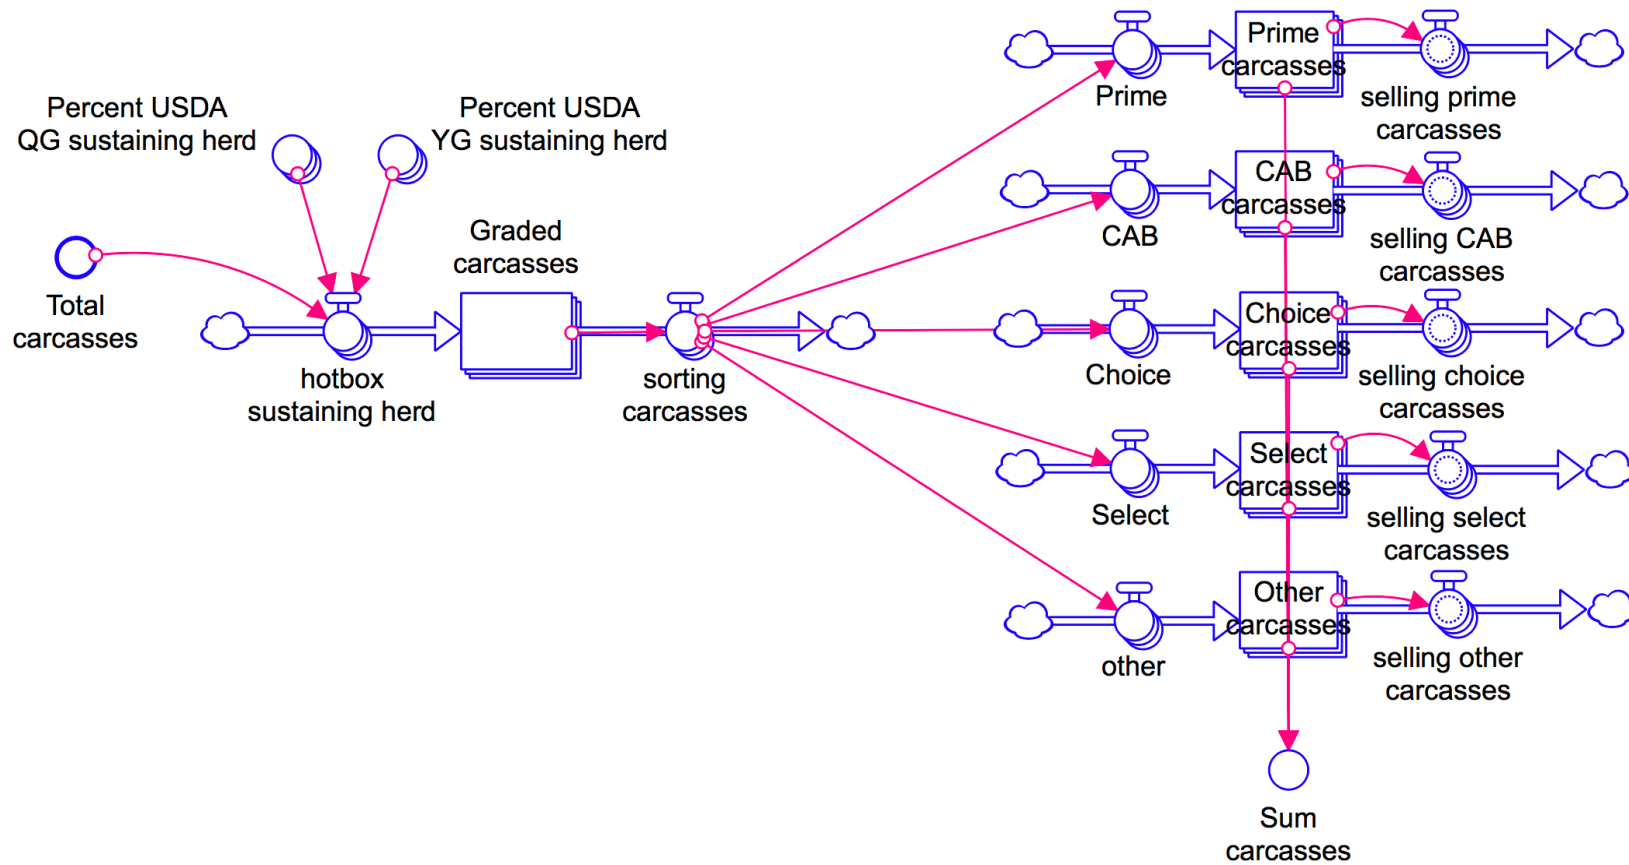 Percent USDA
QG sustaining herd
Percent USDA
YG sustaining herd
Total
carcasses
hotbox
sustaining herd
Graded
carcasses
sorting
carcasses
Prime
Prime
carcasses
selling prime
carcasses
CAB
CAB
carcasses
selling CAB
carcasses
Choice
Choice
carcasses
selling choice
carcasses
Select
Select
carcasses
selling select
carcasses
other
Other
carcasses
selling other
carcasses
Sum
carcasses